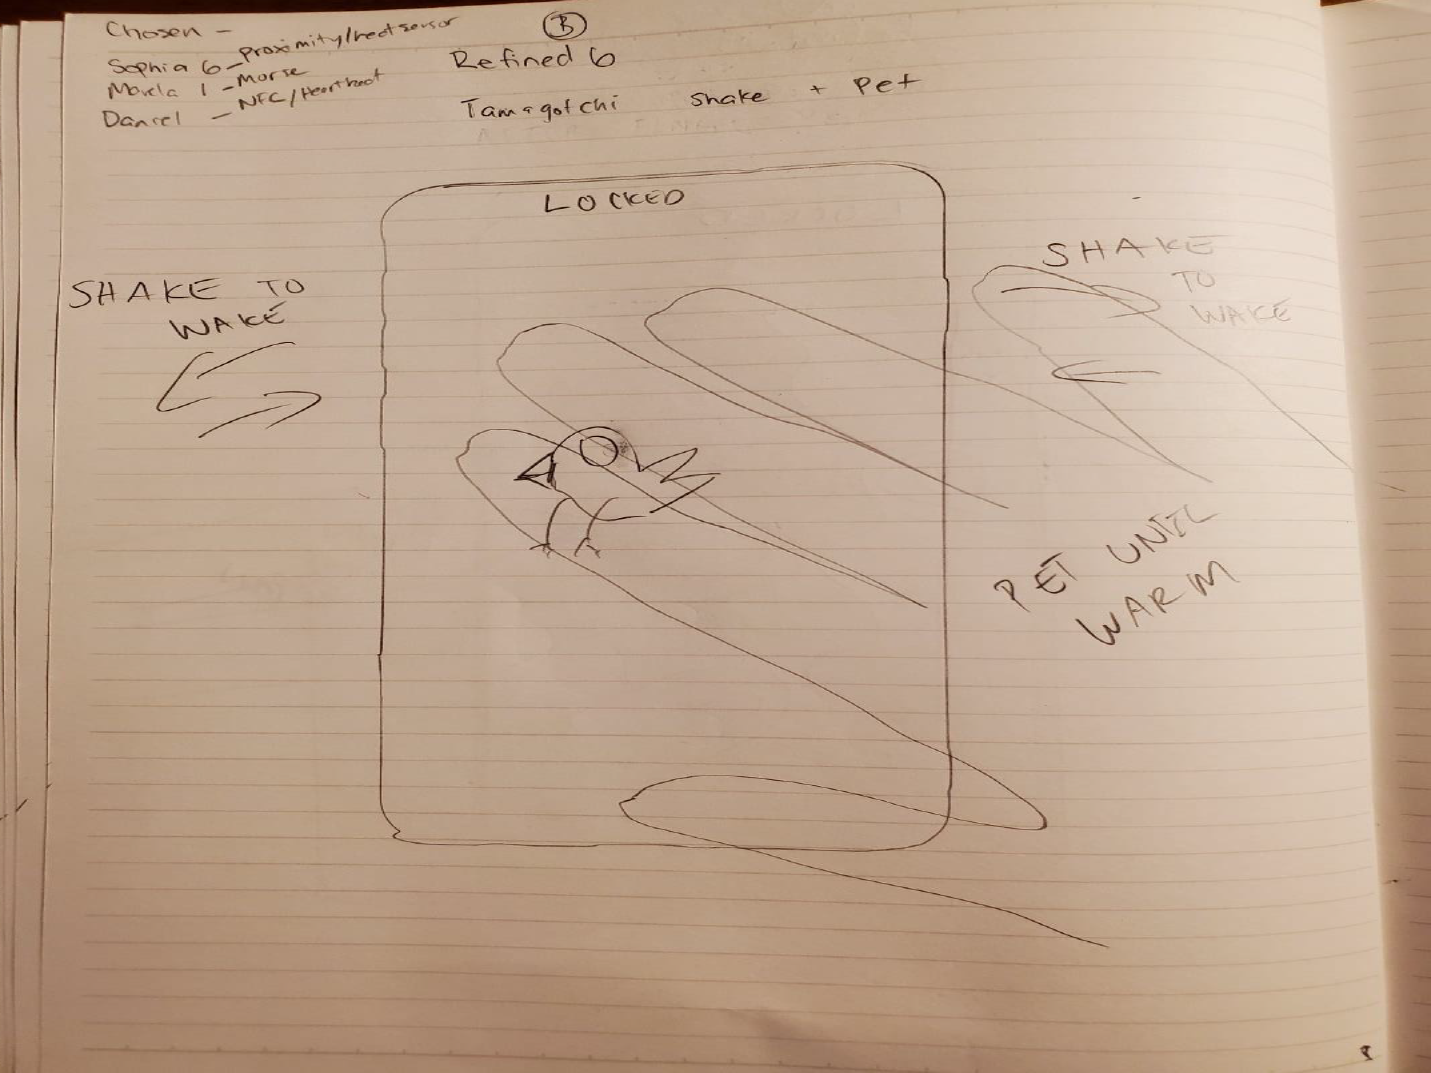 Chosen -
Sophia 6 - Proximity/heat sensor
1 - Morse
Daniel - NFC/Heartbeat
B
Refined 6
Tamagotchi shake + Pet
LOCKED
SHAKE TO
WAKE
SHAKE
TO
WAKE
PET UNTIL
WARM